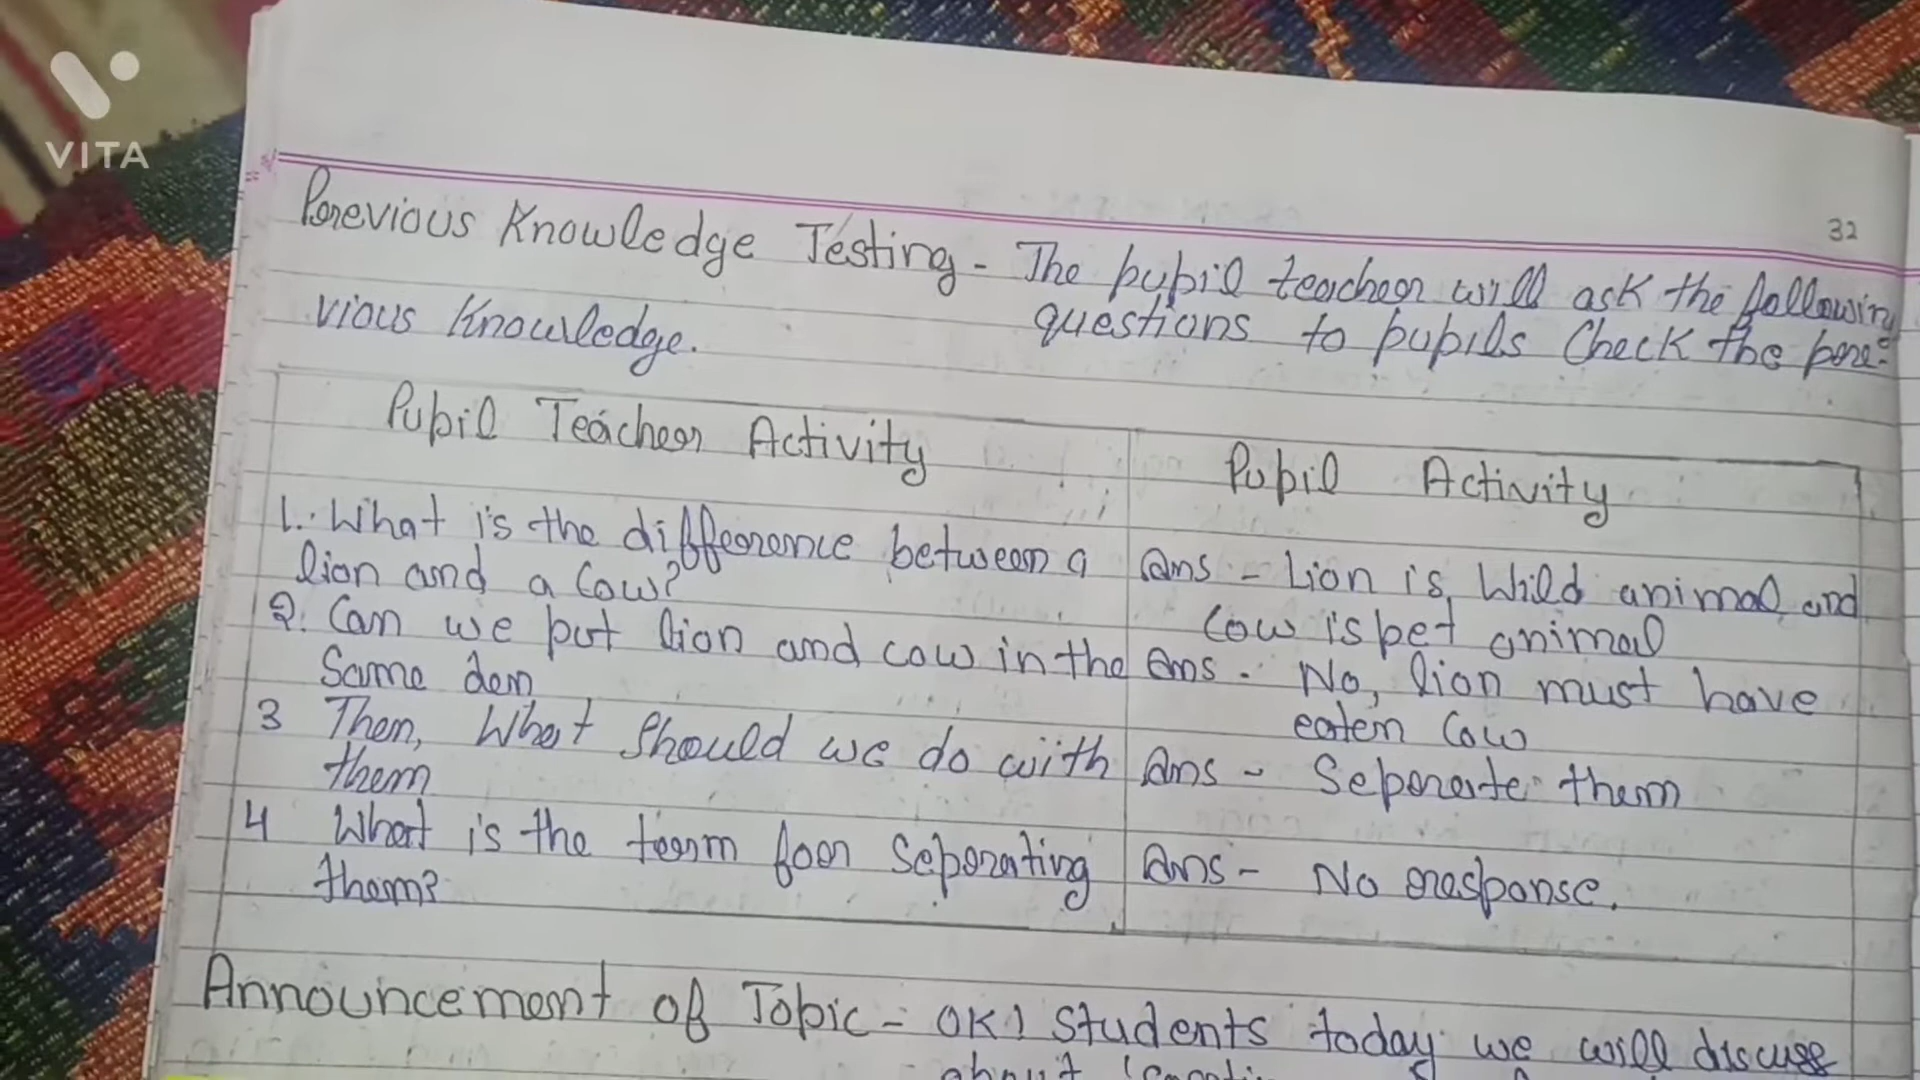 VITA
32
Previous Knowledge Testing - The pupil teacher will ask the following
questions to pupils Check the pre-
vious Knowledge.
Pupil Teacher Activity
Pupil Activity
1. What is the difference between a
lion and a Cow?
Ans - Lion is Wild animal and
Cow is pet animal
2. Can we put lion and cow in the
Same den
Ans - No, lion must have
eaten Cow
3 Then, What Should we do with
them
Ans - Seperate them
4 What is the term for Seperating
them?
Ans - No response.
Announcement of Topic - OK! Students today we will discuss
about